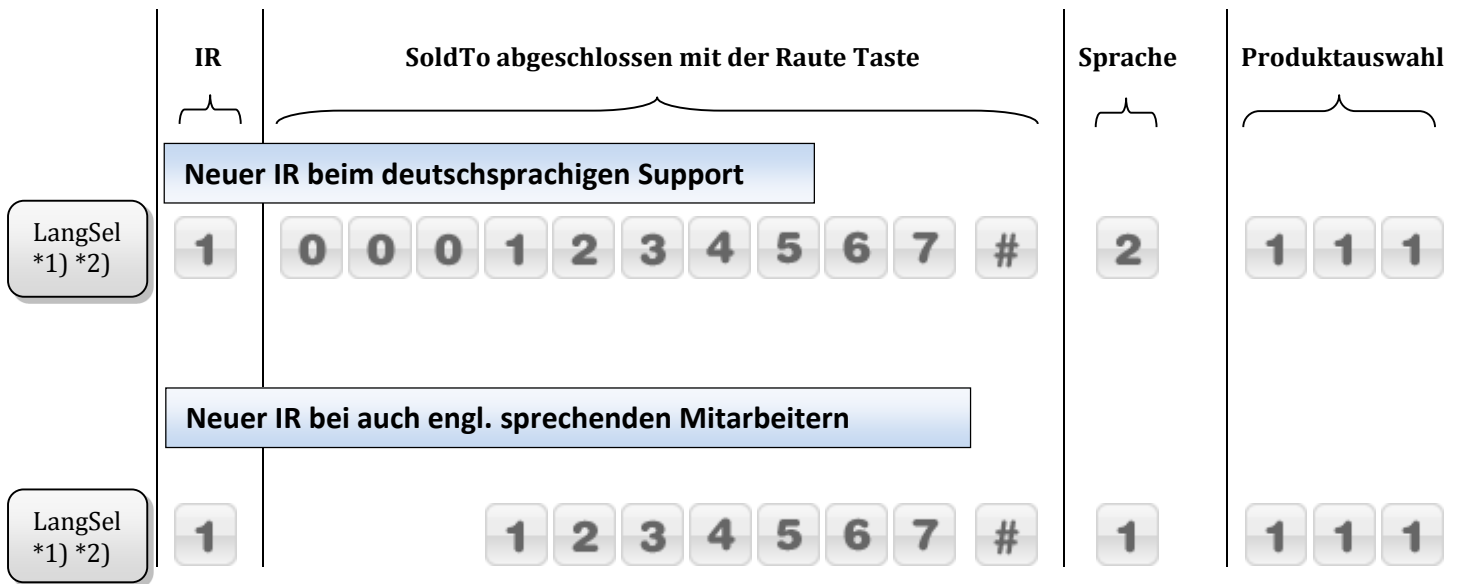 IR SoldTo abgeschlossen mit der Raute Taste Sprache Produktauswahl
Neuer IR beim deutschsprachigen Support
LangSel
*1) *2)
1 0 0 0 1 2 3 4 5 6 7 # 2 1 1 1
Neuer IR bei auch engl. sprechenden Mitarbeitern
LangSel
*1) *2)
1 1 2 3 4 5 6 7 # 1 1 1 1